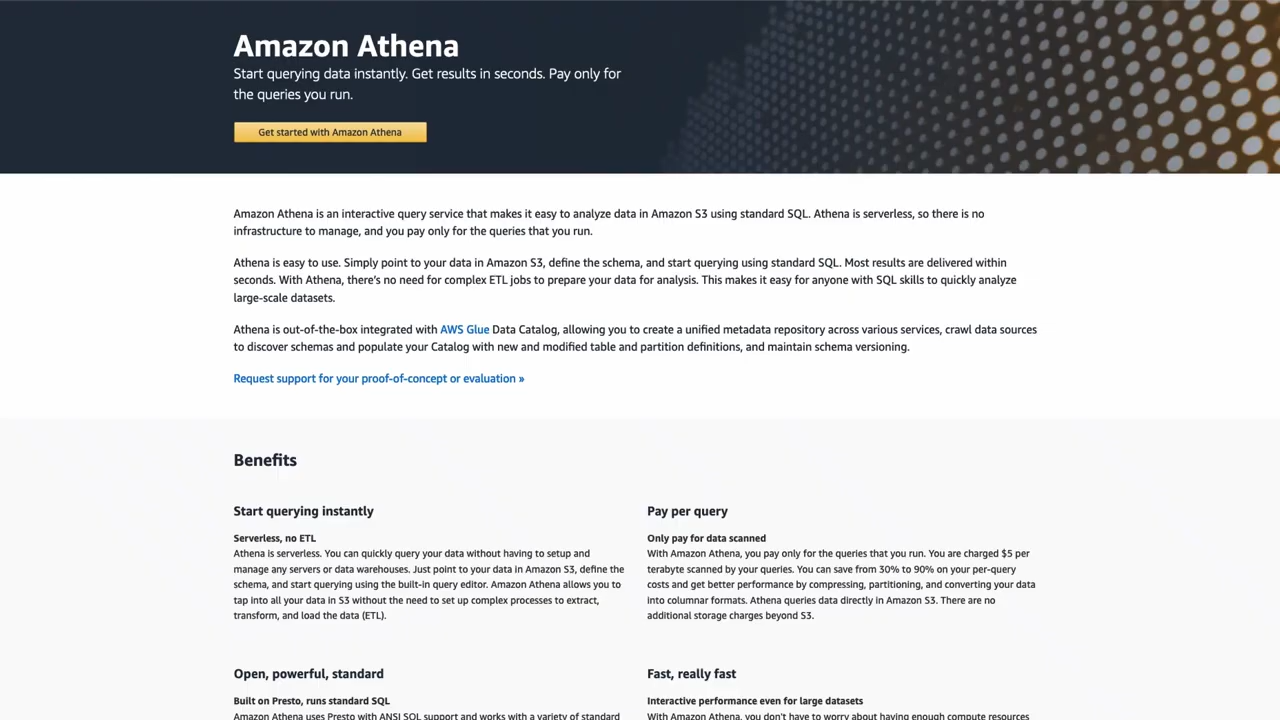 Amazon Athena
Start querying data instantly. Get results in seconds. Pay only for
the queries you run.
Get started with Amazon Athena
Amazon Athena is an interactive query service that makes it easy to analyze data in Amazon S3 using standard SQL. Athena is serverless, so there is no
infrastructure to manage, and you pay only for the queries that you run.
Athena is easy to use. Simply point to your data in Amazon S3, define the schema, and start querying using standard SQL. Most results are delivered within
seconds. With Athena, there's no need for complex ETL jobs to prepare your data for analysis. This makes it easy for anyone with SQL skills to quickly analyze
large-scale datasets.
Athena is out-of-the-box integrated with AWS Glue Data Catalog, allowing you to create a unified metadata repository across various services, crawl data sources
to discover schemas and populate your Catalog with new and modified table and partition definitions, and maintain schema versioning.
Request support for your proof-of-concept or evaluation »
Benefits
Start querying instantly
Serverless, no ETL
Athena is serverless. You can quickly query your data without having to setup and
manage any servers or data warehouses. Just point to your data in Amazon S3, define the
schema, and start querying using the built-in query editor. Amazon Athena allows you to
tap into all your data in S3 without the need to set up complex processes to extract,
transform, and load the data (ETL).
Pay per query
Only pay for data scanned
With Amazon Athena, you pay only for the queries that you run. You are charged $5 per
terabyte scanned by your queries. You can save from 30% to 90% on your per-query
costs and get better performance by compressing, partitioning, and converting your data
into columnar formats. Athena queries data directly in Amazon S3. There are no
additional storage charges beyond S3.
Open, powerful, standard
Built on Presto, runs standard SQL
Amazon Athena uses Presto with ANSI SQL support and works with a variety of standard
Fast, really fast
Interactive performance even for large datasets
With Amazon Athena, you don't have to worry about having enough compute resources